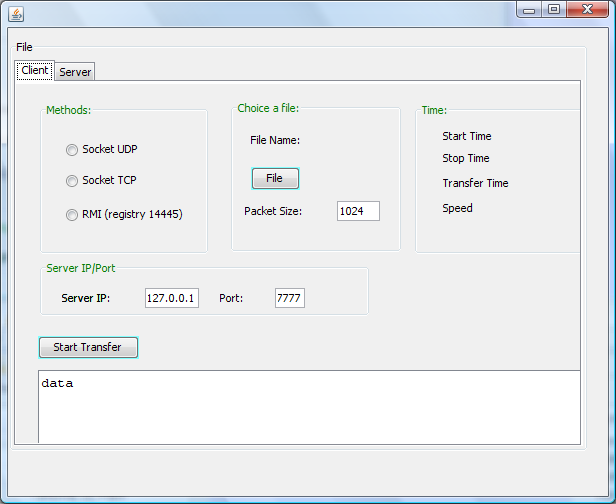 File
Client Server
Methods:
Socket UDP
Socket TCP
RMI (registry 14445)
Choice a file:
File Name:
File
Packet Size: 1024
Time:
Start Time
Stop Time
Transfer Time
Speed
Server IP/Port
Server IP: 127.0.0.1 Port: 7777
Start Transfer
data